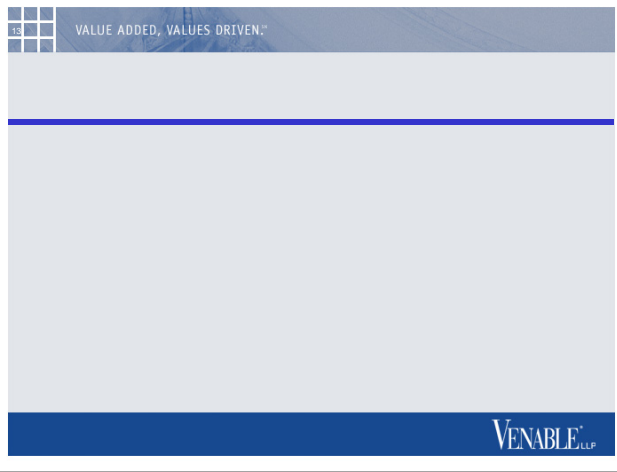 13
VALUE ADDED, VALUES DRIVEN.℠
VENABLE® LLP